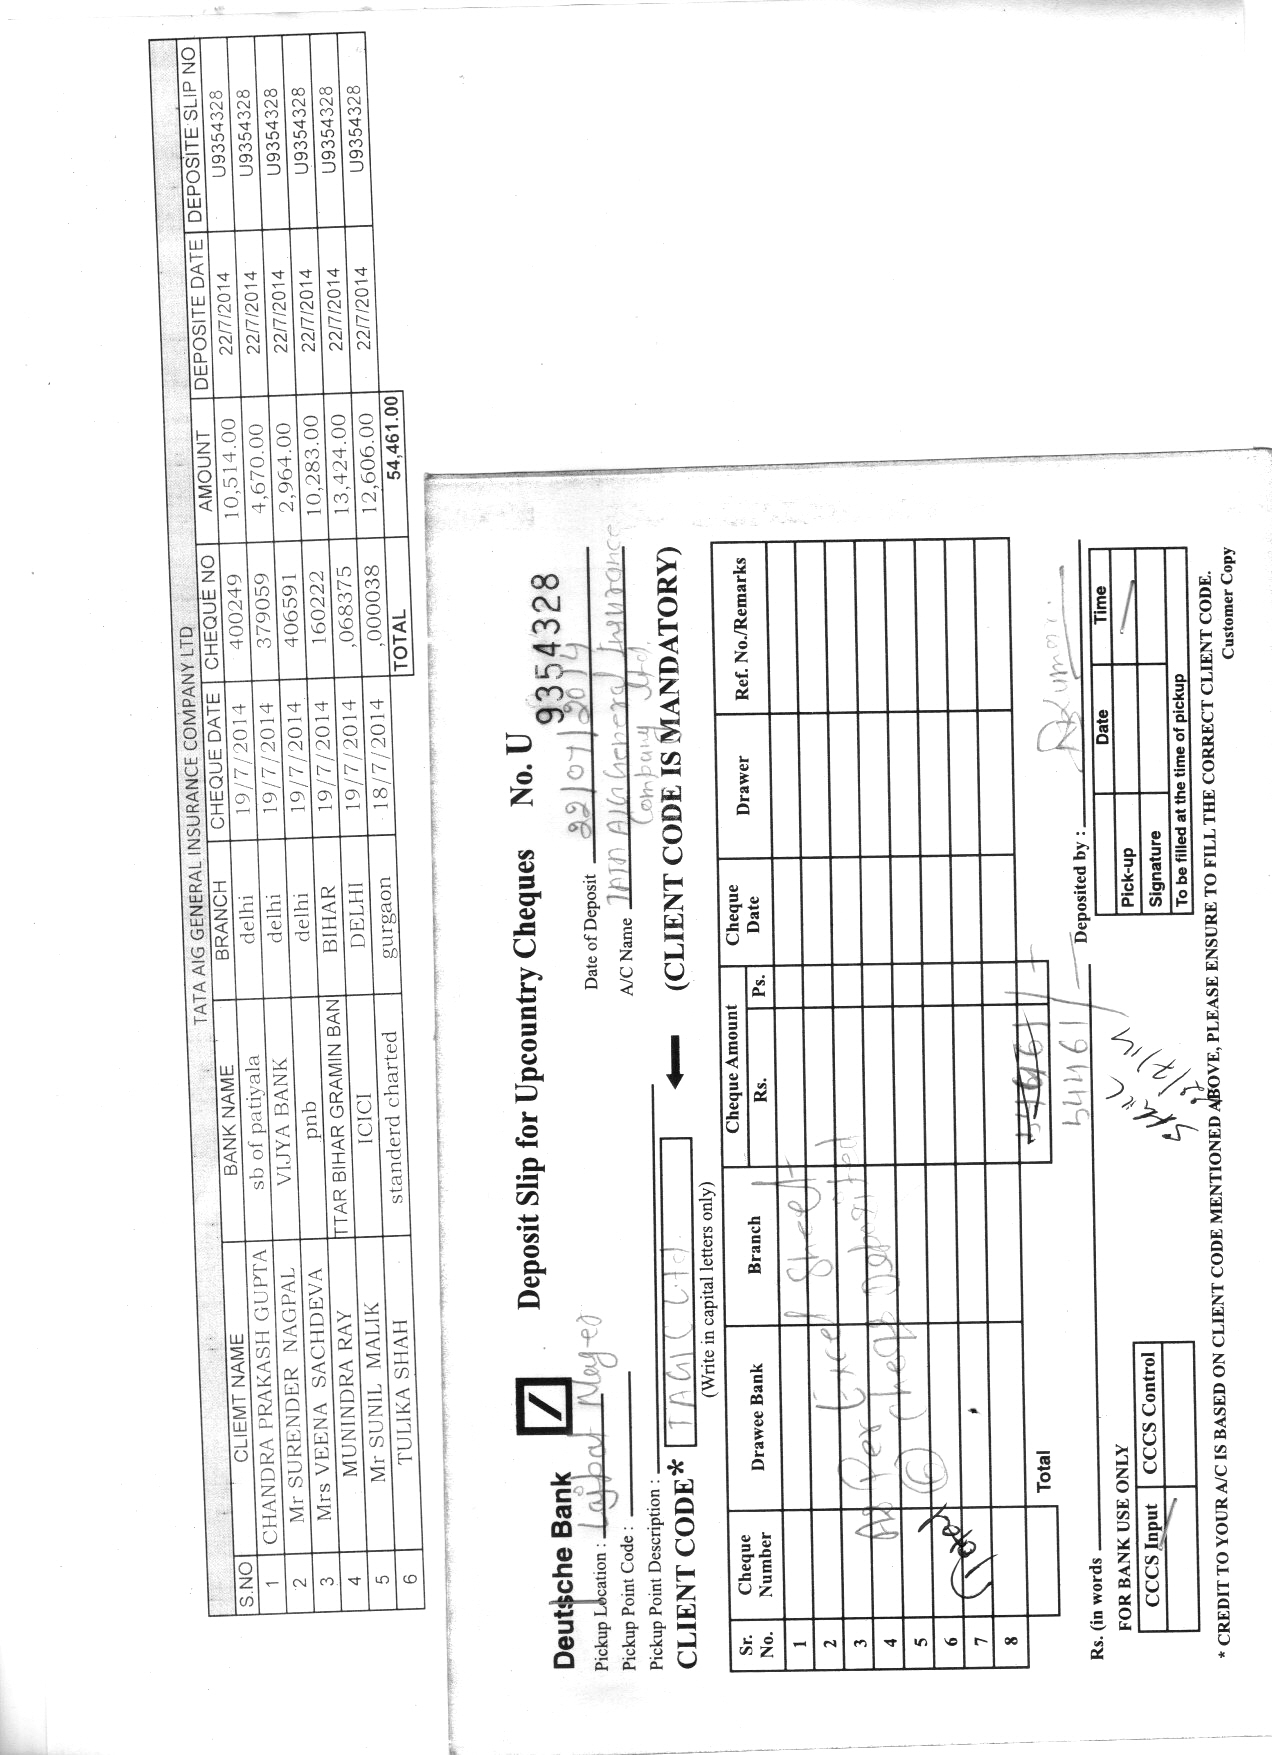 TATA AIG GENERAL INSURANCE COMPANY LTD
S.NO CLIEMT NAME BANK NAME BRANCH CHEQUE DATE CHEQUE NO AMOUNT DEPOSITE DATE DEPOSITE SLIP NO
1 CHANDRA PRAKASH GUPTA sb of patiyala delhi 19/7/2014 400249 10,514.00 22/7/2014 U9354328
2 Mr SURENDER NAGPAL VIJYA BANK delhi 19/7/2014 379059 4,670.00 22/7/2014 U9354328
3 Mrs VEENA SACHDEVA pnb delhi 19/7/2014 406591 2,964.00 22/7/2014 U9354328
4 MUNINDRA RAY TTAR BIHAR GRAMIN BAN BIHAR 19/7/2014 160222 10,283.00 22/7/2014 U9354328
5 Mr SUNIL MALIK ICICI DELHI 19/7/2014 ,068375 13,424.00 22/7/2014 U9354328
6 TULIKA SHAH standerd charted gurgaon 18/7/2014 ,000038 12,606.00 22/7/2014 U9354328
TOTAL 54,461.00
Deutsche Bank Deposit Slip for Upcountry Cheques No. U 9354328
Pickup Location : Lajpat Nager Date of Deposit 22/07/2014
Pickup Point Code : A/C Name TATA AIG General Insurance
Company Ltd.
Pickup Point Description :
CLIENT CODE* TAGIC Ltd. (CLIENT CODE IS MANDATORY)
(Write in capital letters only)
Sr. No. Cheque Number Drawee Bank Branch Cheque Amount Rs. Ps. Cheque Date Drawer Ref. No./Remarks
1
2 As Per Excel Sheet
3
4 6 Cheque Deposited
5
6
7
8
Total 54461/-
54461/-
Rs. (in words Deposited by :
FOR BANK USE ONLY
CCCS Input CCCS Control
Date Time
Pick-up
Signature
To be filled at the time of pickup
* CREDIT TO YOUR A/C IS BASED ON CLIENT CODE MENTIONED ABOVE, PLEASE ENSURE TO FILL THE CORRECT CLIENT CODE.
Customer Copy